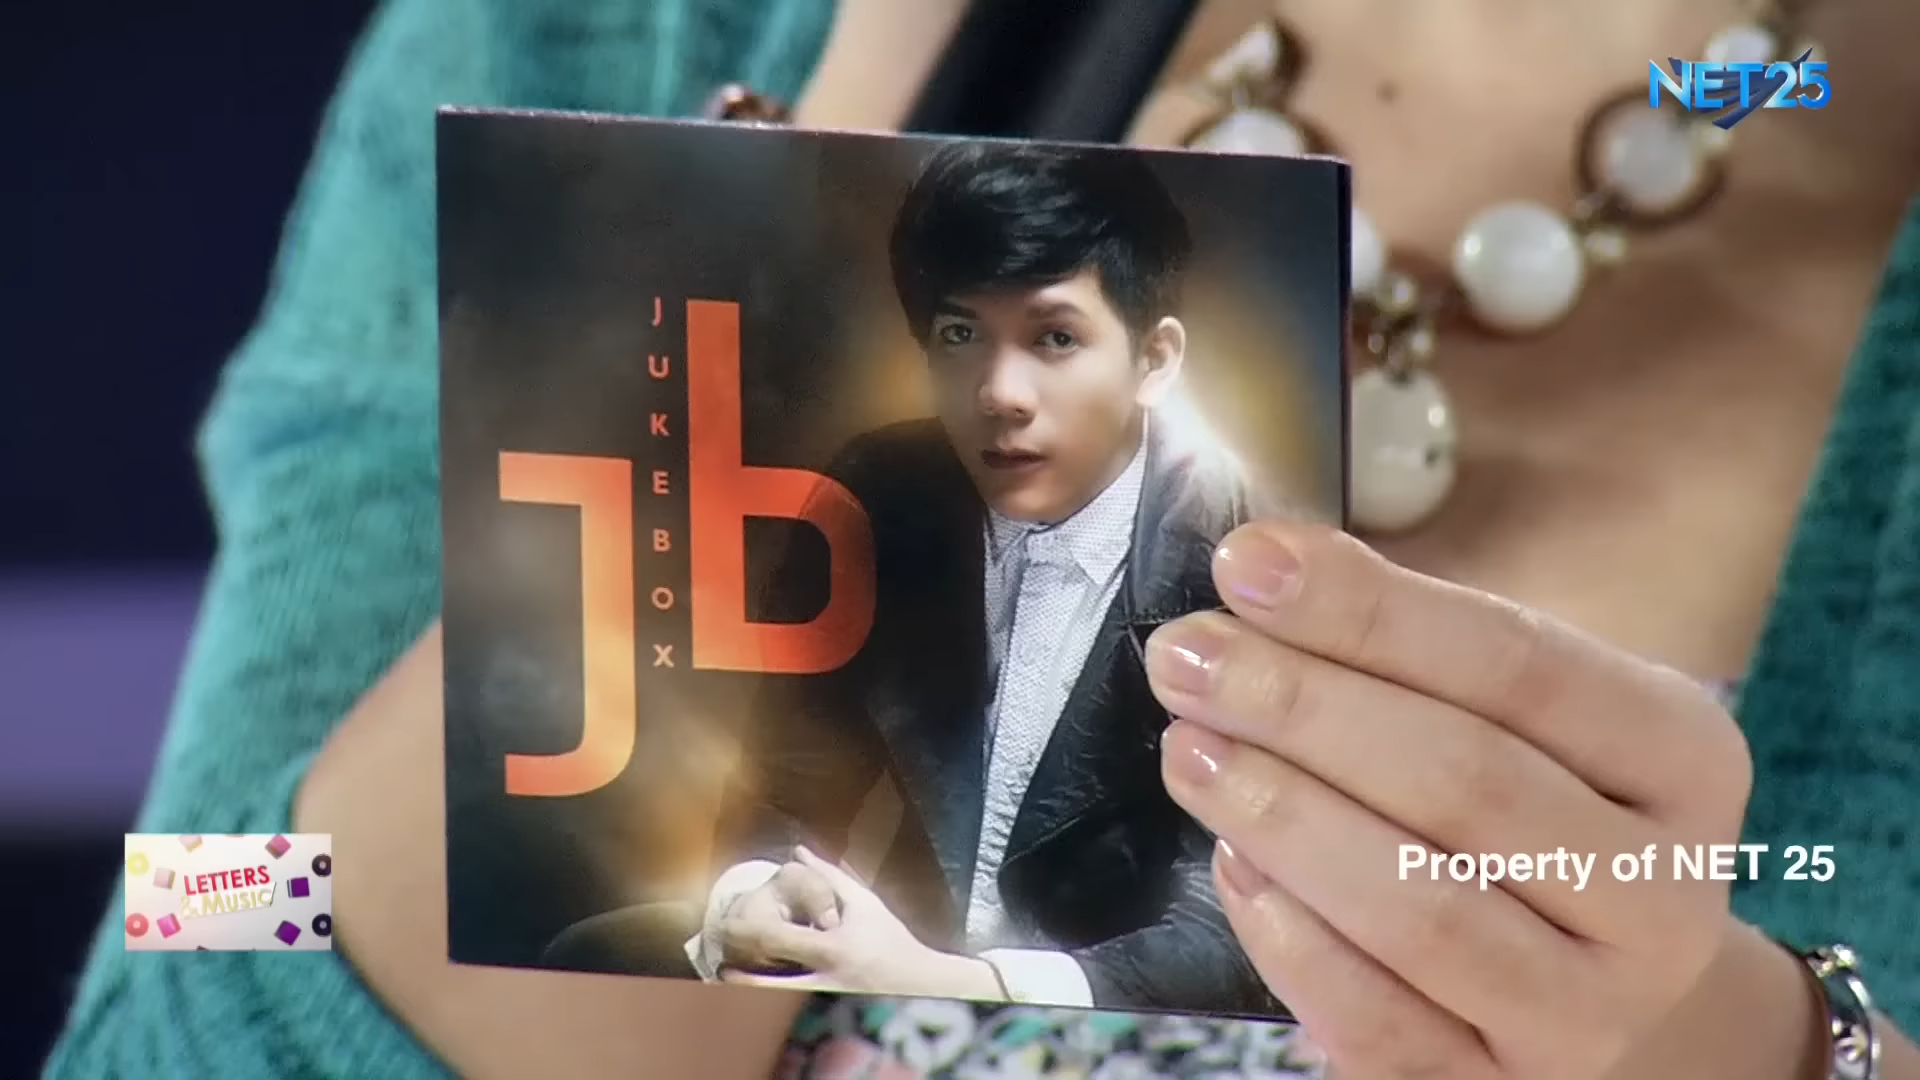 NET25
JUKEBOX
jb
LETTERS
& MUSIC
Property of NET 25